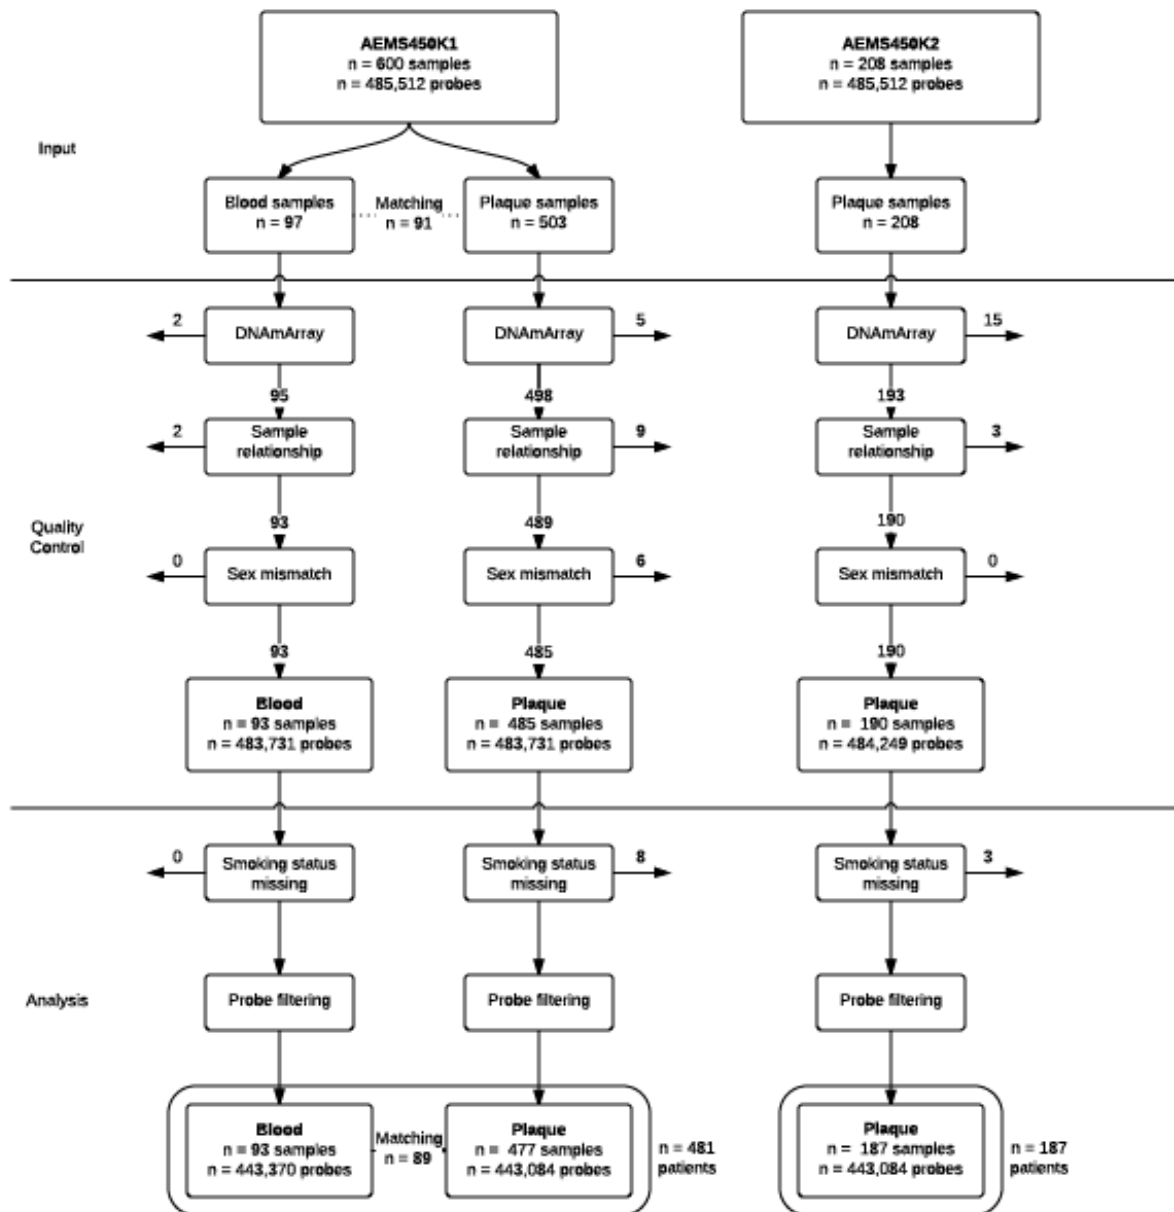 AEMS450K1
n = 600 samples
n = 485,512 probes
AEMS450K2
n = 208 samples
n = 485,512 probes
Input
Blood samples
n = 97
Matching
n = 91
Plaque samples
n = 503
Plaque samples
n = 208
2
DNAmArray
DNAmArray
5
DNAmArray
15
95
498
193
2
Sample
relationship
Sample
relationship
9
Sample
relationship
3
Quality
Control
93
489
190
0
Sex mismatch
Sex mismatch
6
Sex mismatch
0
93
485
190
Blood
n = 93 samples
n = 483,731 probes
Plaque
n = 485 samples
n = 483,731 probes
Plaque
n = 190 samples
n = 484,249 probes
0
Smoking status
missing
Smoking status
missing
8
Smoking status
missing
3
Analysis
Probe filtering
Probe filtering
Probe filtering
Blood
n = 93 samples
n = 443,370 probes
Matching
n = 89
Plaque
n = 477 samples
n = 443,084 probes
n = 481
patients
Plaque
n = 187 samples
n = 443,084 probes
n = 187
patients